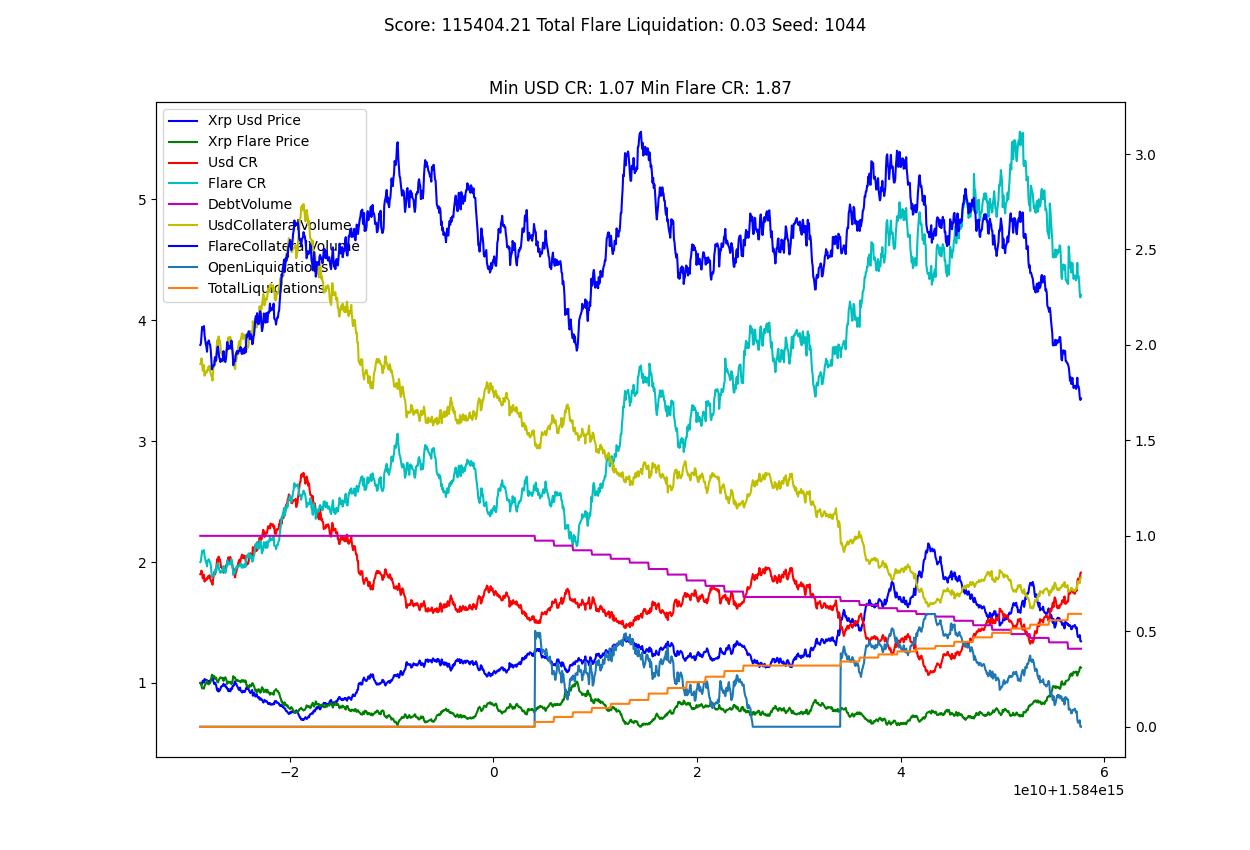 Score: 115404.21 Total Flare Liquidation: 0.03 Seed: 1044
Min USD CR: 1.07 Min Flare CR: 1.87
Xrp Usd Price
Xrp Flare Price
Usd CR
Flare CR
DebtVolume
UsdCollateralVolume
FlareCollateralVolume
OpenLiquidations
TotalLiquidations
5
4
3
2
1
3.0
2.5
2.0
1.5
1.0
0.5
0.0
−2
0
2
4
6
1e10+1.584e15